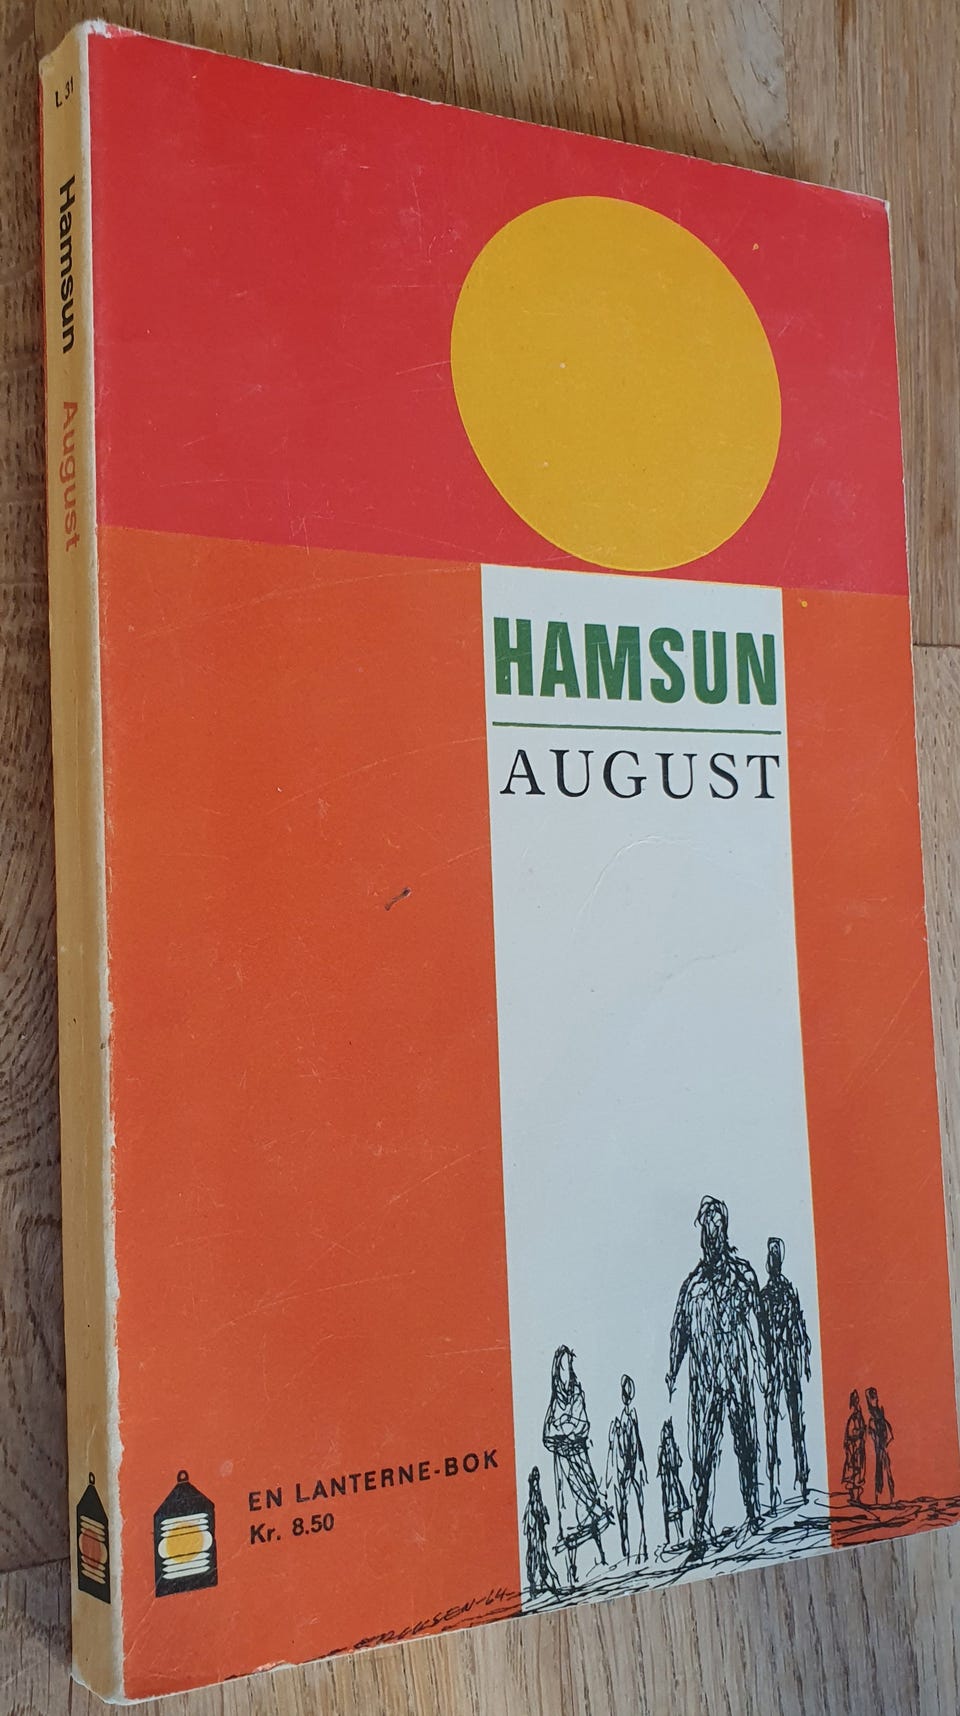 L 31
Hamsun August
HAMSUN
AUGUST
EN LANTERNE-BOK
Kr. 8.50